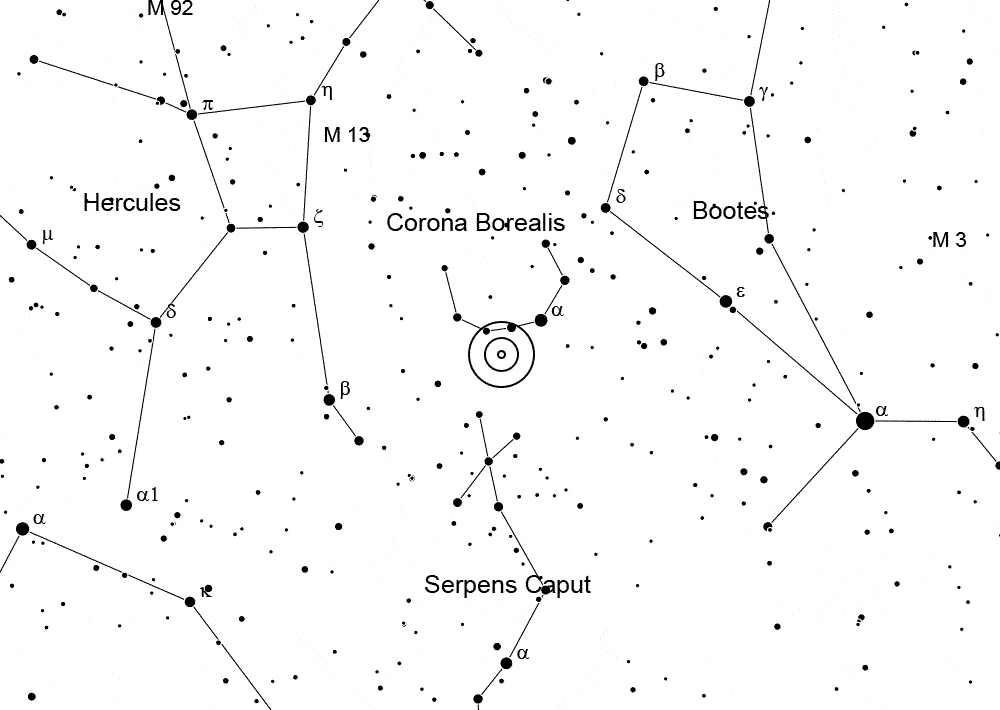 M 92
β
γ
η
π
M 13
Hercules
ζ
Corona Borealis
δ
Bootes
μ
M 3
ε
δ
α
β
α
η
α1
α
κ
Serpens Caput
α